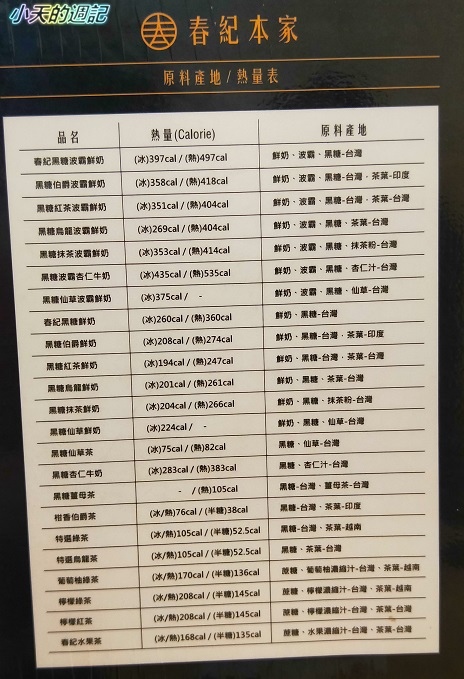 小天的週記
春紀本家
原料產地/熱量表
品名 熱量(Calorie) 原料產地
春紀黑糖波霸鮮奶 (冰)397cal / (熱)497cal 鮮奶、波霸、黑糖-台灣
黑糖伯爵波霸鮮奶 (冰)358cal / (熱)418cal 鮮奶、波霸、黑糖-台灣．茶葉-印度
黑糖紅茶波霸鮮奶 (冰)351cal / (熱)404cal 鮮奶、波霸、黑糖-台灣．茶葉-台灣
黑糖烏龍波霸鮮奶 (冰)269cal / (熱)404cal 鮮奶、波霸、黑糖、茶葉-台灣
黑糖抹茶波霸鮮奶 (冰)353cal / (熱)414cal 鮮奶、波霸、黑糖、抹茶粉-台灣
黑糖波霸杏仁牛奶 (冰)435cal / (熱)535cal 鮮奶、波霸、黑糖、杏仁汁-台灣
黑糖仙草波霸鮮奶 (冰)375cal / - 鮮奶、波霸、黑糖、仙草-台灣
春紀黑糖鮮奶 (冰)260cal / (熱)360cal 鮮奶、黑糖-台灣
黑糖伯爵鮮奶 (冰)208cal / (熱)274cal 鮮奶、黑糖-台灣．茶葉-印度
黑糖紅茶鮮奶 (冰)194cal / (熱)247cal 鮮奶、黑糖-台灣．茶葉-台灣
黑糖烏龍鮮奶 (冰)201cal / (熱)261cal 鮮奶、黑糖、茶葉-台灣
黑糖抹茶鮮奶 (冰)204cal / (熱)266cal 鮮奶、黑糖、抹茶粉-台灣
黑糖仙草鮮奶 (冰)224cal / - 鮮奶、黑糖、仙草-台灣
黑糖仙草茶 (冰)75cal / (熱)82cal 黑糖、仙草-台灣
黑糖杏仁牛奶 (冰)283cal / (熱)383cal 黑糖、杏仁汁-台灣
黑糖薑母茶 - / (熱)105cal 黑糖-台灣、薑母茶-台灣
柑香伯爵茶 (冰/熱)76cal / (半糖)38cal 黑糖-台灣、茶葉-印度
特選綠茶 (冰/熱)105cal / (半糖)52.5cal 黑糖-台灣、茶葉-越南
特選烏龍茶 (冰/熱)105cal / (半糖)52.5cal 黑糖、茶葉-台灣
葡萄柚綠茶 (冰/熱)170cal / (半糖)136cal 蔗糖、葡萄柚濃縮汁-台灣、茶葉-越南
檸檬綠茶 (冰/熱)208cal / (半糖)145cal 蔗糖、檸檬濃縮汁-台灣、茶葉-越南
檸檬紅茶 (冰/熱)208cal / (半糖)145cal 蔗糖、檸檬濃縮汁-台灣、茶葉-台灣
春紀水果茶 (冰/熱)168cal / (半糖)135cal 蔗糖、水果濃縮汁-台灣、茶葉-台灣